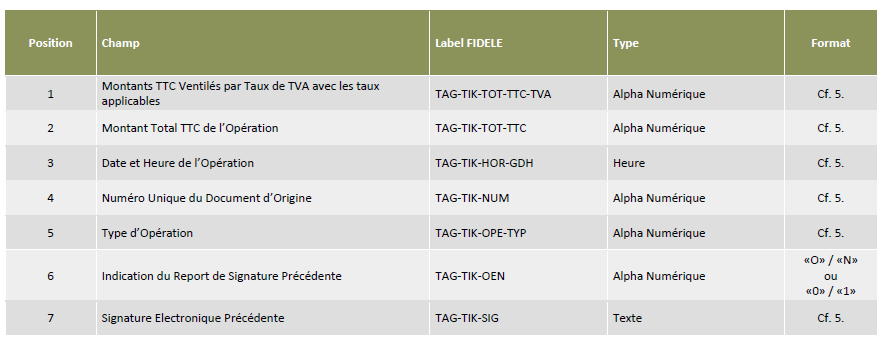 Position Champ Label FIDELE Type Format
1 Montants TTC Ventilés par Taux de TVA avec les taux applicables TAG-TIK-TOT-TTC-TVA Alpha Numérique Cf. 5.
2 Montant Total TTC de l’Opération TAG-TIK-TOT-TTC Alpha Numérique Cf. 5.
3 Date et Heure de l’Opération TAG-TIK-HOR-GDH Heure Cf. 5.
4 Numéro Unique du Document d’Origine TAG-TIK-NUM Alpha Numérique Cf. 5.
5 Type d’Opération TAG-TIK-OPE-TYP Alpha Numérique Cf. 5.
6 Indication du Report de Signature Précédente TAG-TIK-OEN Alpha Numérique «O» / «N»
ou
«0» / «1»
7 Signature Electronique Précédente TAG-TIK-SIG Texte Cf. 5.